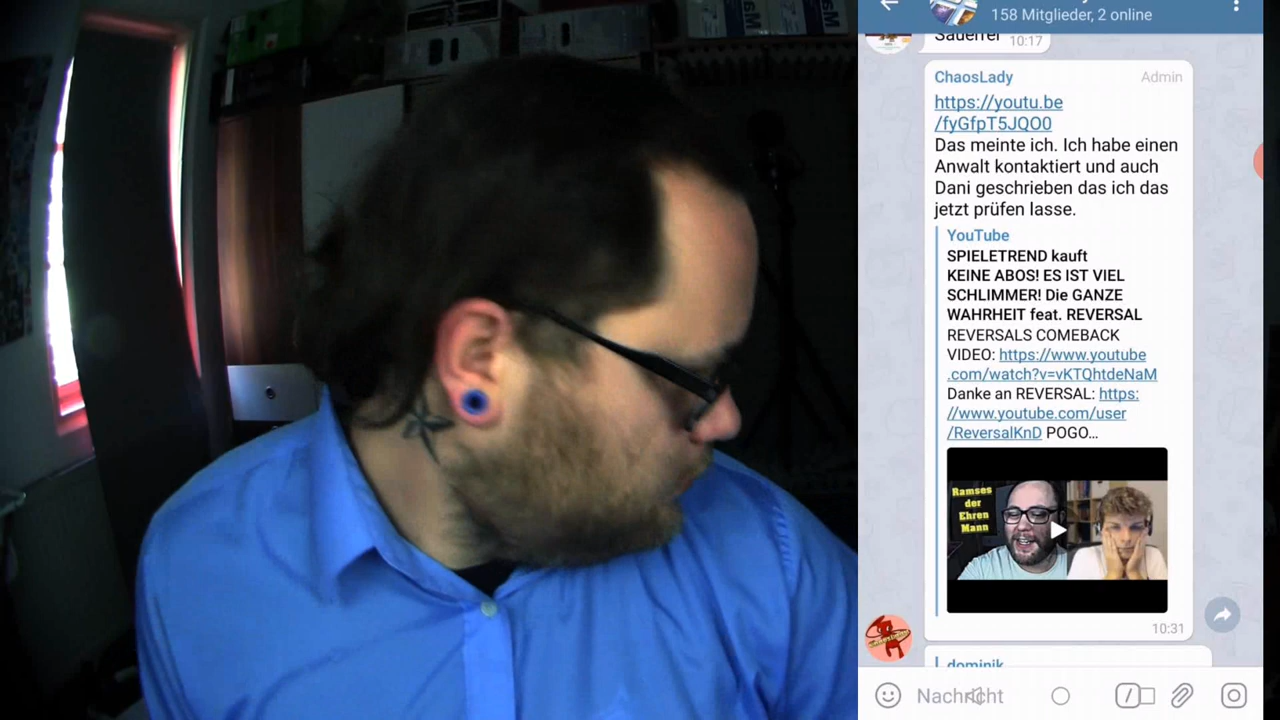 158 Mitglieder, 2 online
Sauerrei
10:17
ChaosLady
Admin
https://youtu.be
/fyGfpT5JQO0
Das meinte ich. Ich habe einen
Anwalt kontaktiert und auch
Dani geschrieben das ich das
jetzt prüfen lasse.
YouTube
SPIELETREND kauft
KEINE ABOS! ES IST VIEL
SCHLIMMER! Die GANZE
WAHRHEIT feat. REVERSAL
REVERSALS COMEBACK
VIDEO: https://www.youtube
.com/watch?v=vKTQhtdeNaM
Danke an REVERSAL: https:
//www.youtube.com/user
/ReversalKnD POGO…
Ramses
der
Ehren
Mann
10:31
dominik
Nachricht